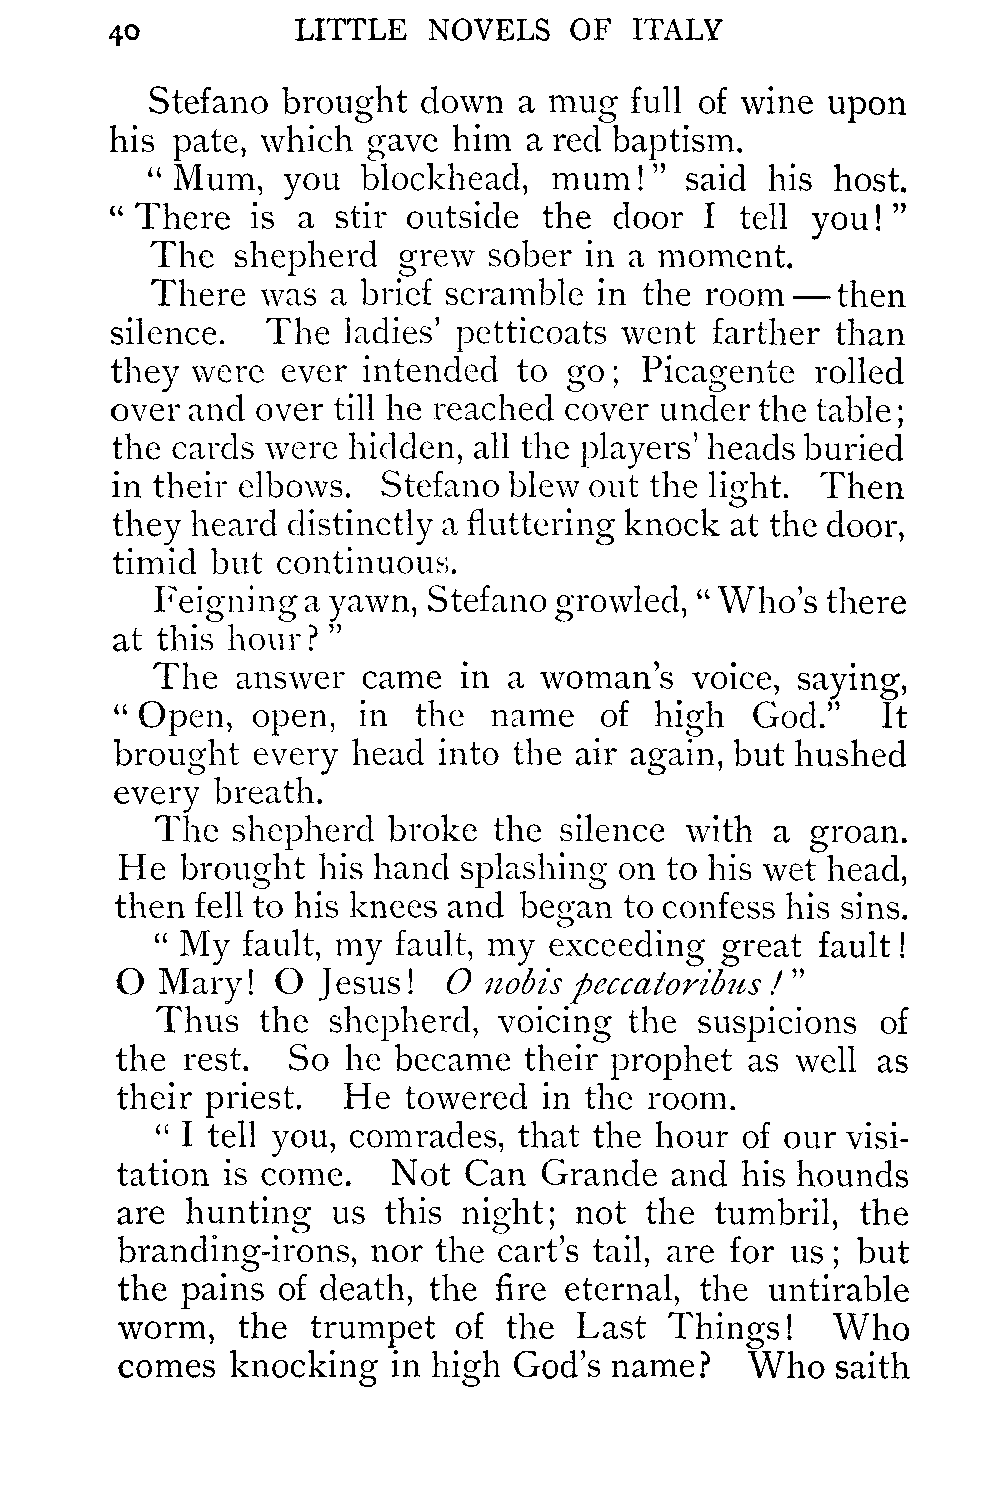 40 LITTLE NOVELS OF ITALY
Stefano brought down a mug full of wine upon
his pate, which gave him a red baptism.
“ Mum, you blockhead, mum! ” said his host.
“ There is a stir outside the door I tell you! ”
The shepherd grew sober in a moment.
There was a brief scramble in the room — then
silence. The ladies’ petticoats went farther than
they were ever intended to go; Picagente rolled
over and over till he reached cover under the table;
the cards were hidden, all the players’ heads buried
in their elbows. Stefano blew out the light. Then
they heard distinctly a fluttering knock at the door,
timid but continuous.
Feigning a yawn, Stefano growled, “ Who’s there
at this hour? ”
The answer came in a woman’s voice, saying,
“ Open, open, in the name of high God.” It
brought every head into the air again, but hushed
every breath.
The shepherd broke the silence with a groan.
He brought his hand splashing on to his wet head,
then fell to his knees and began to confess his sins.
“ My fault, my fault, my exceeding great fault!
O Mary! O Jesus! O nobis peccatoribus! ”
Thus the shepherd, voicing the suspicions of
the rest. So he became their prophet as well as
their priest. He towered in the room.
“ I tell you, comrades, that the hour of our visi-
tation is come. Not Can Grande and his hounds
are hunting us this night; not the tumbril, the
branding-irons, nor the cart’s tail, are for us; but
the pains of death, the fire eternal, the untirable
worm, the trumpet of the Last Things! Who
comes knocking in high God’s name? Who saith